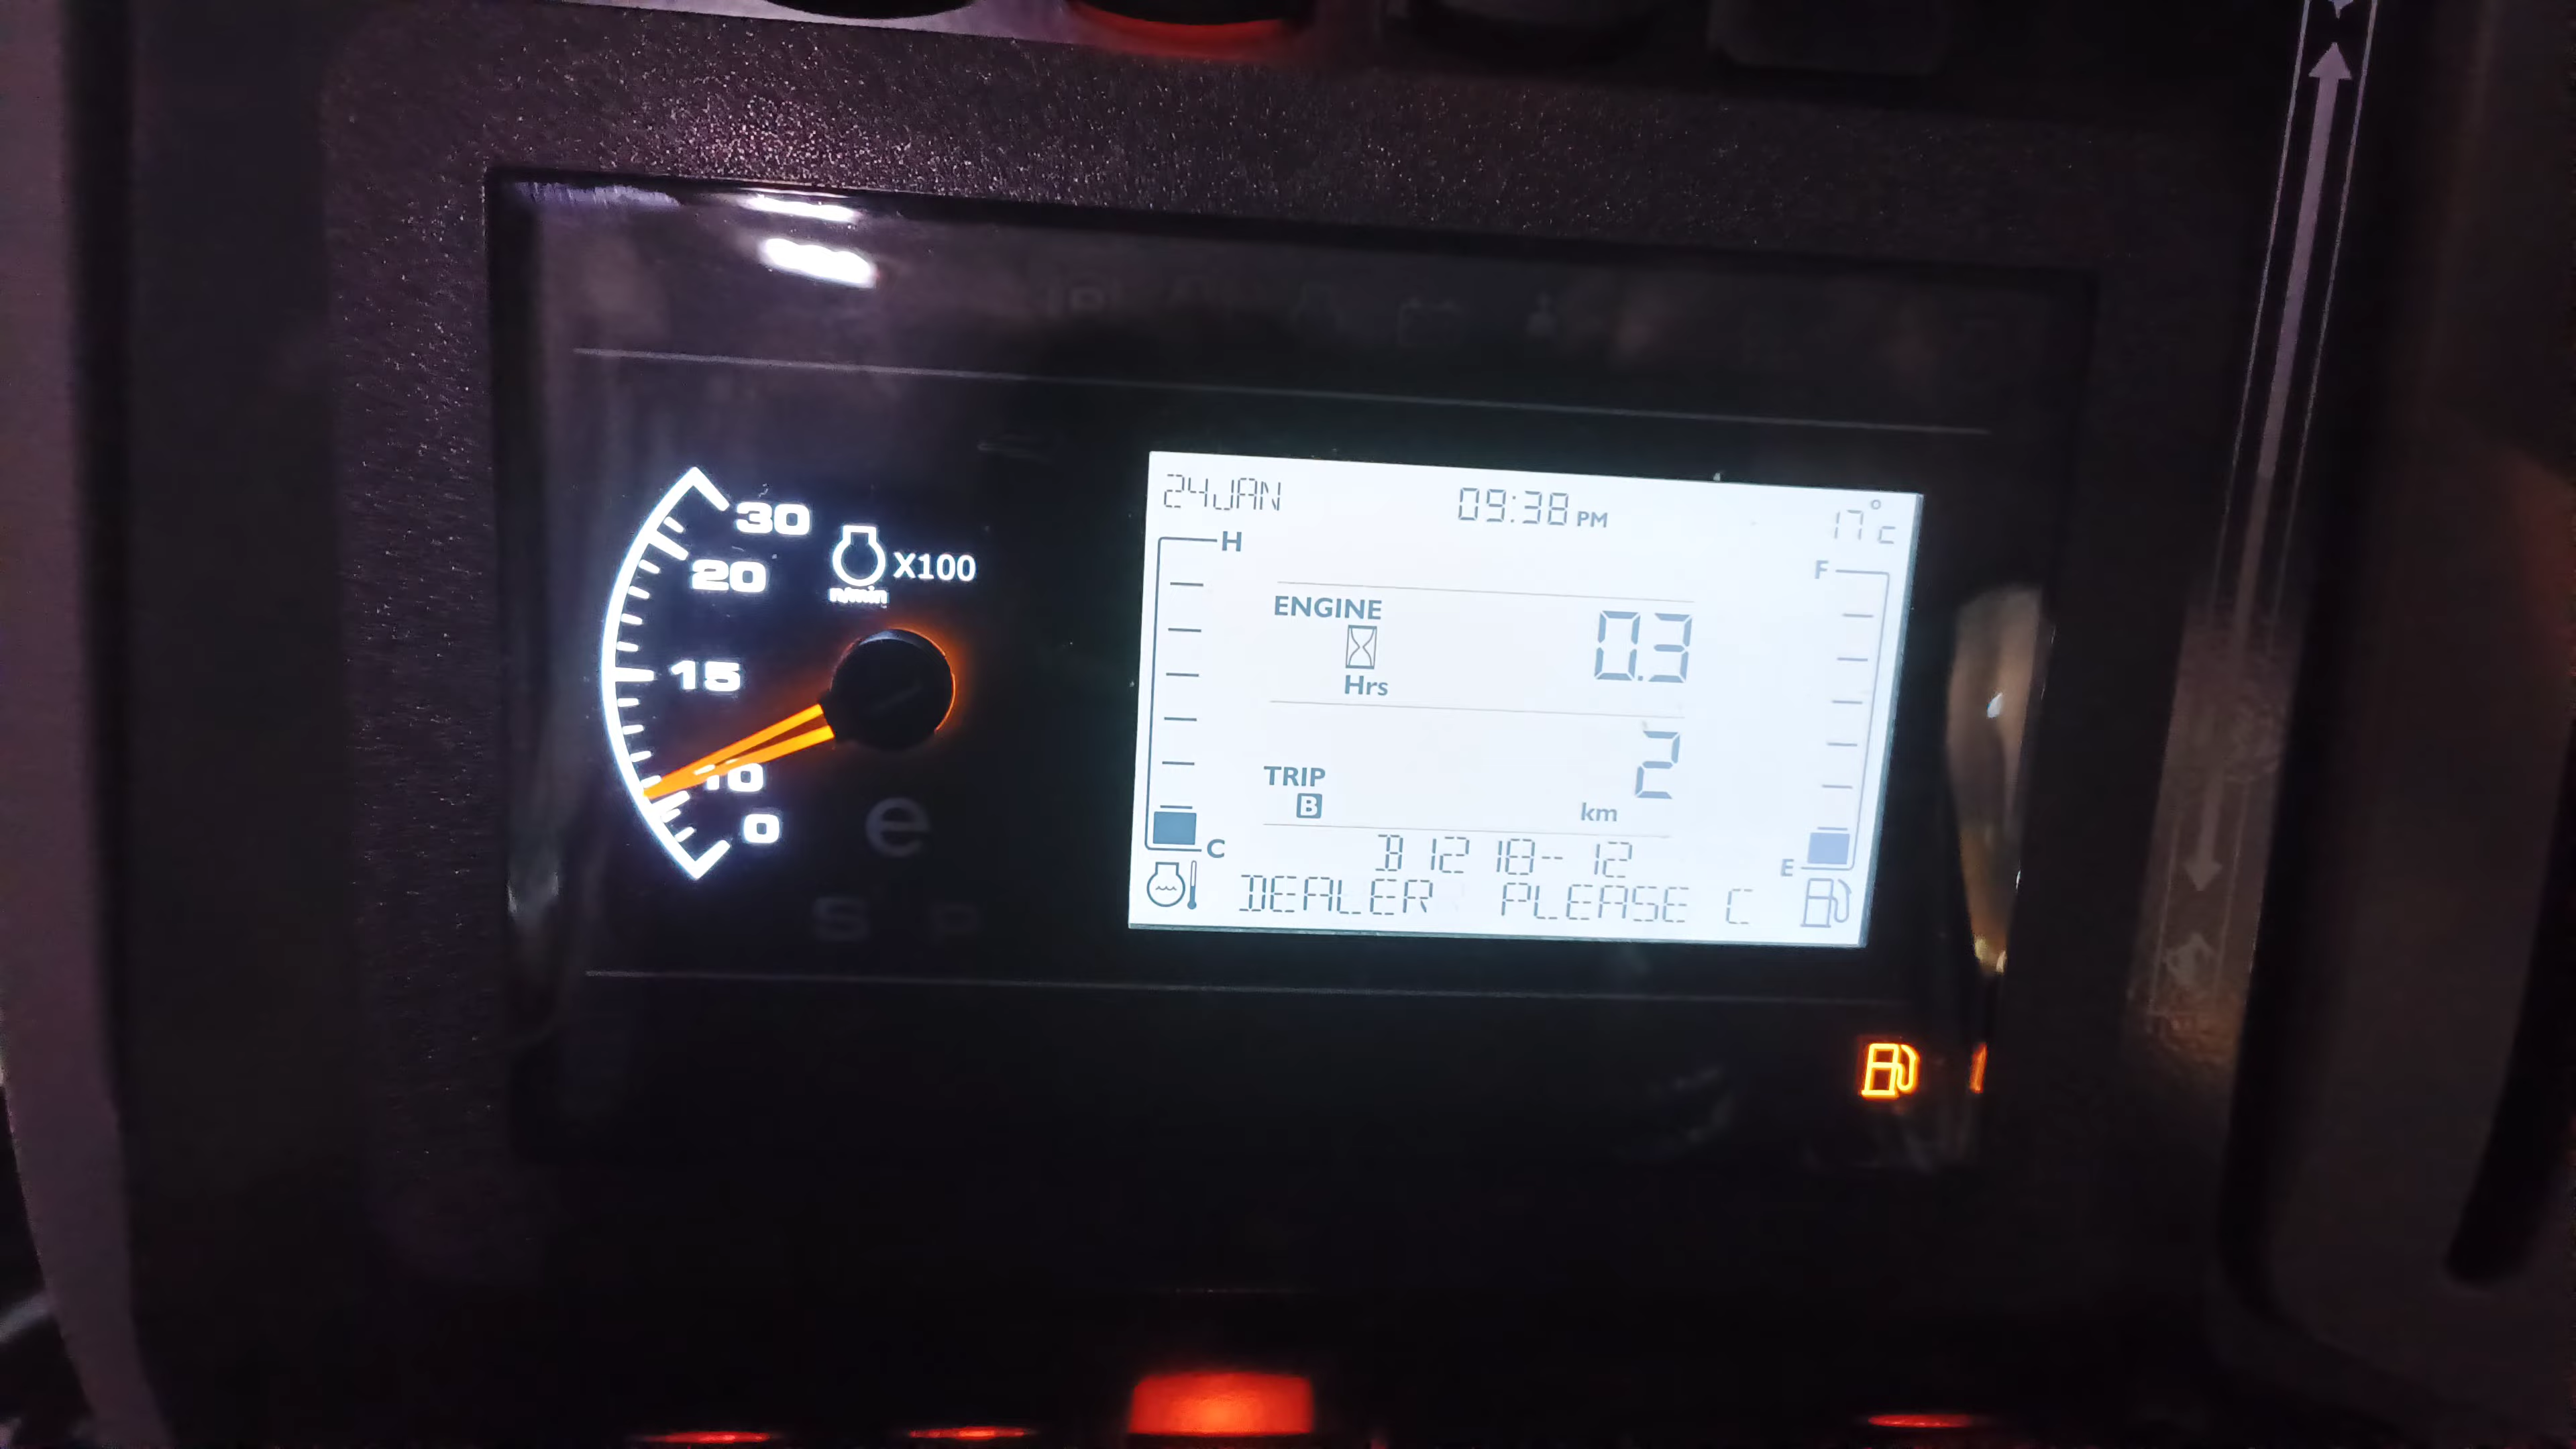 30
20
15
10
0
X100
n/min
e
S P
24JAN 09:38 PM 17°c
H
F
ENGINE
Hrs
0.3
TRIP
B
2
km
C
E
B 12 18-- 12
DEALER PLEASE C